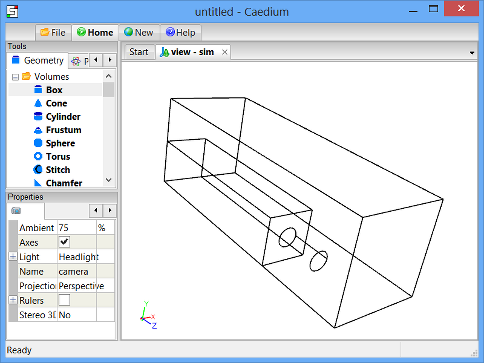 untitled - Caedium
File Home New Help
Tools
Geometry
Volumes
Box
Cone
Cylinder
Frustum
Sphere
Torus
Stitch
Chamfer
Properties
Ambient 75 %
Axes
Light Headlight
Name camera
Projection Perspective
Rulers
Stereo 3D No
Start view - sim
Y
X
Z
Ready